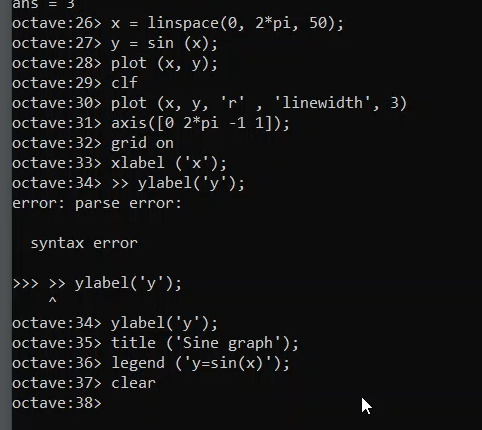 ans = 3
octave:26> x = linspace(0, 2*pi, 50);
octave:27> y = sin (x);
octave:28> plot (x, y);
octave:29> clf
octave:30> plot (x, y, 'r' , 'linewidth', 3)
octave:31> axis([0 2*pi -1 1]);
octave:32> grid on
octave:33> xlabel ('x');
octave:34> >> ylabel('y');
error: parse error:
syntax error
>>> >> ylabel('y');
^
octave:34> ylabel('y');
octave:35> title ('Sine graph');
octave:36> legend ('y=sin(x)');
octave:37> clear
octave:38>